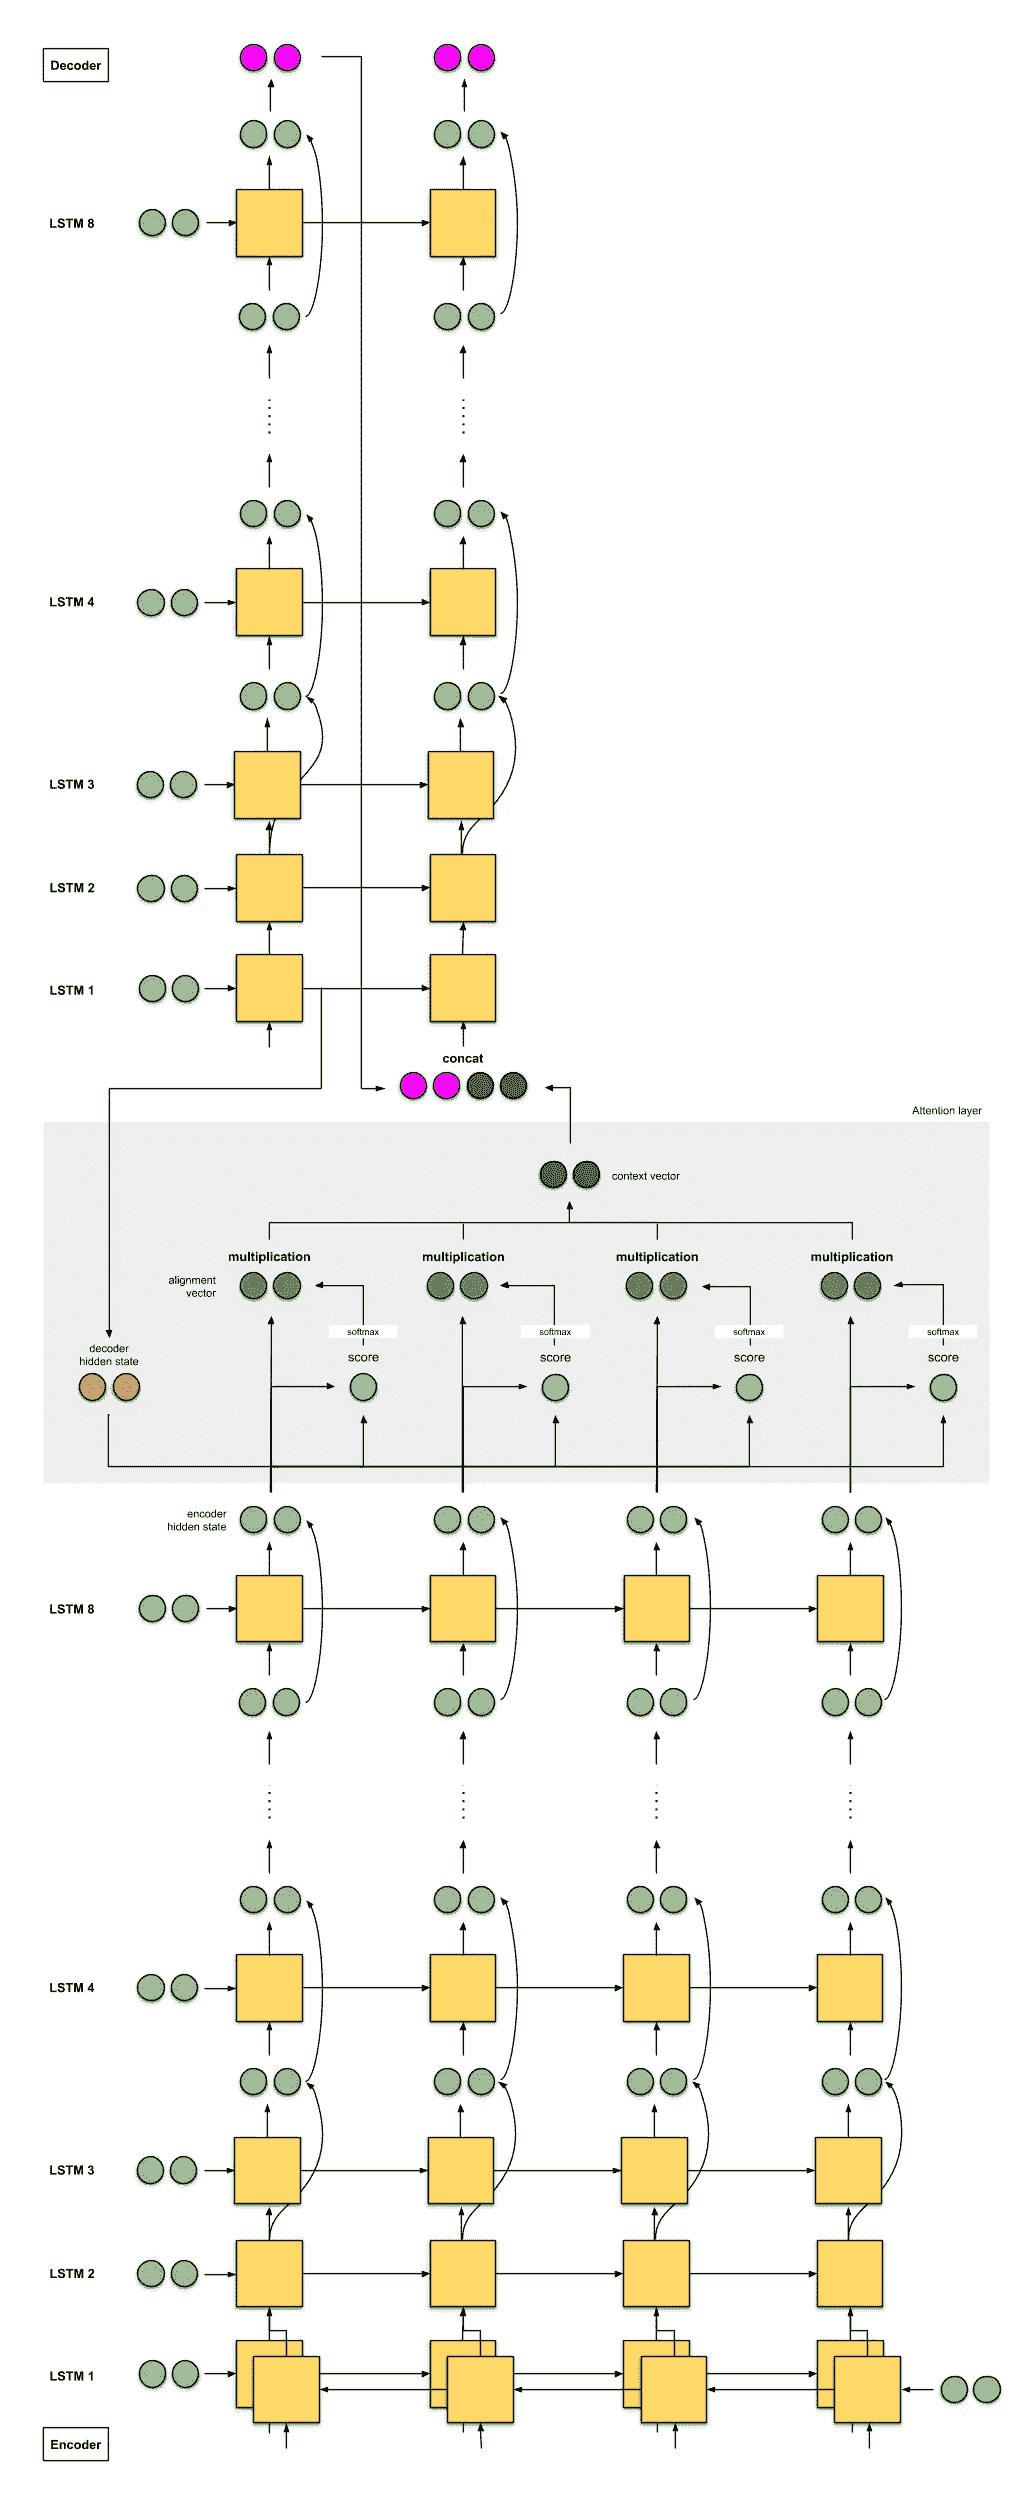 Decoder
LSTM 8
LSTM 4
LSTM 3
LSTM 2
LSTM 1
concat
Attention layer
context vector
multiplication multiplication multiplication multiplication
alignment
vector
softmax softmax softmax softmax
decoder
hidden state
score score score score
encoder
hidden state
LSTM 8
LSTM 4
LSTM 3
LSTM 2
LSTM 1
Encoder